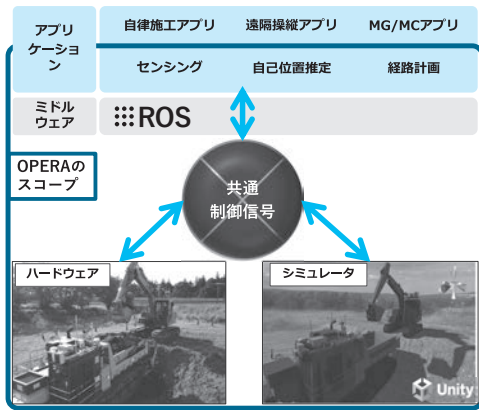 アプリ
ケーショ
ン
自律施工アプリ
遠隔操縦アプリ
MG/MCアプリ
センシング
自己位置推定
経路計画
ミドル
ウェア
ROS
OPERAの
スコープ
共通
制御信号
ハードウェア
シミュレータ
Unity